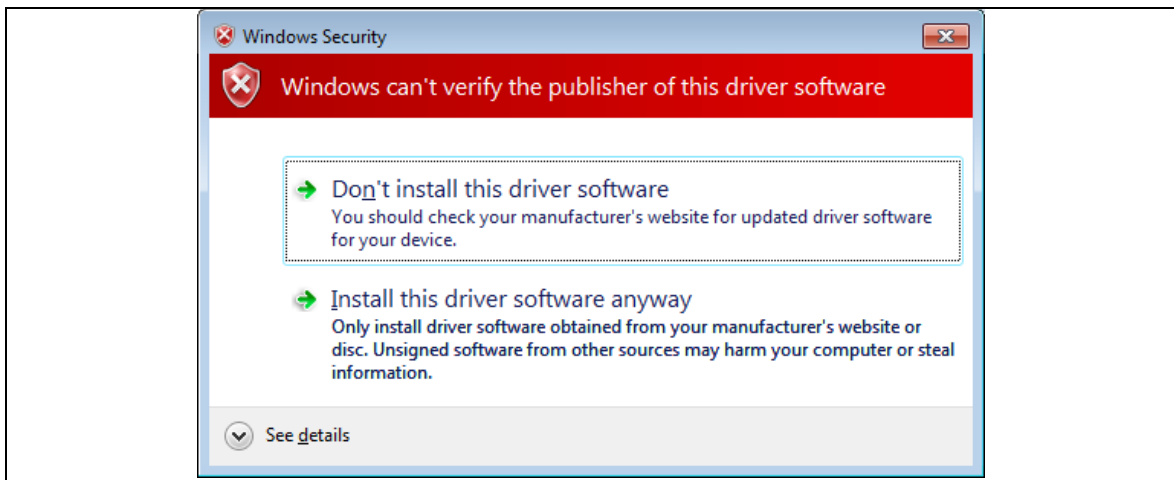 Windows Security
Windows can't verify the publisher of this driver software
Don't install this driver software
You should check your manufacturer's website for updated driver software
for your device.
Install this driver software anyway
Only install driver software obtained from your manufacturer's website or
disc. Unsigned software from other sources may harm your computer or steal
information.
See details